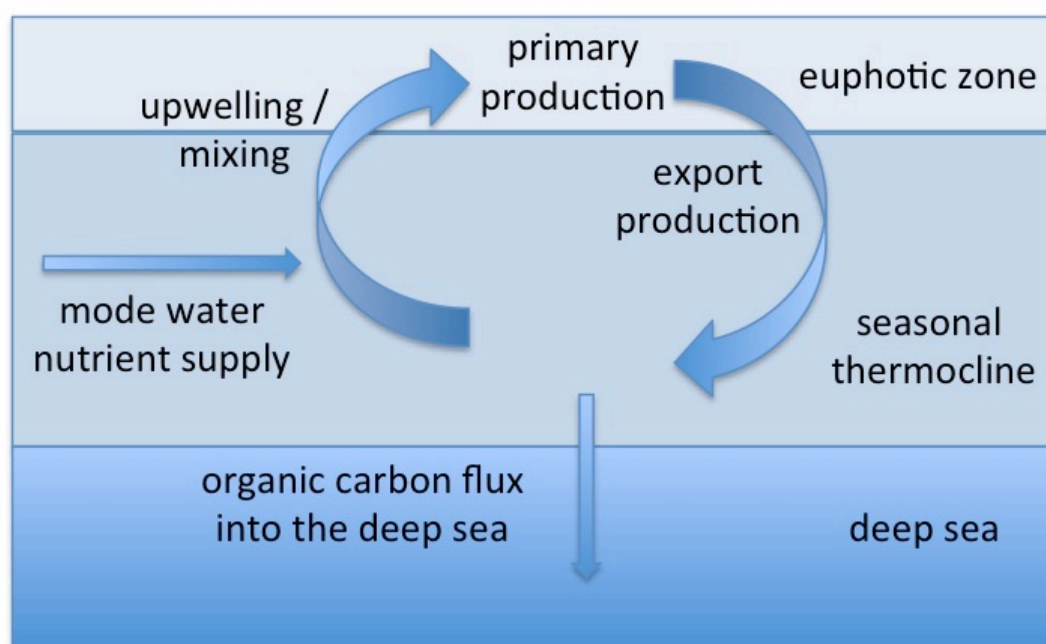 primary
production
euphotic zone
upwelling /
mixing
export
production
mode water
nutrient supply
seasonal
thermocline
organic carbon flux
into the deep sea
deep sea